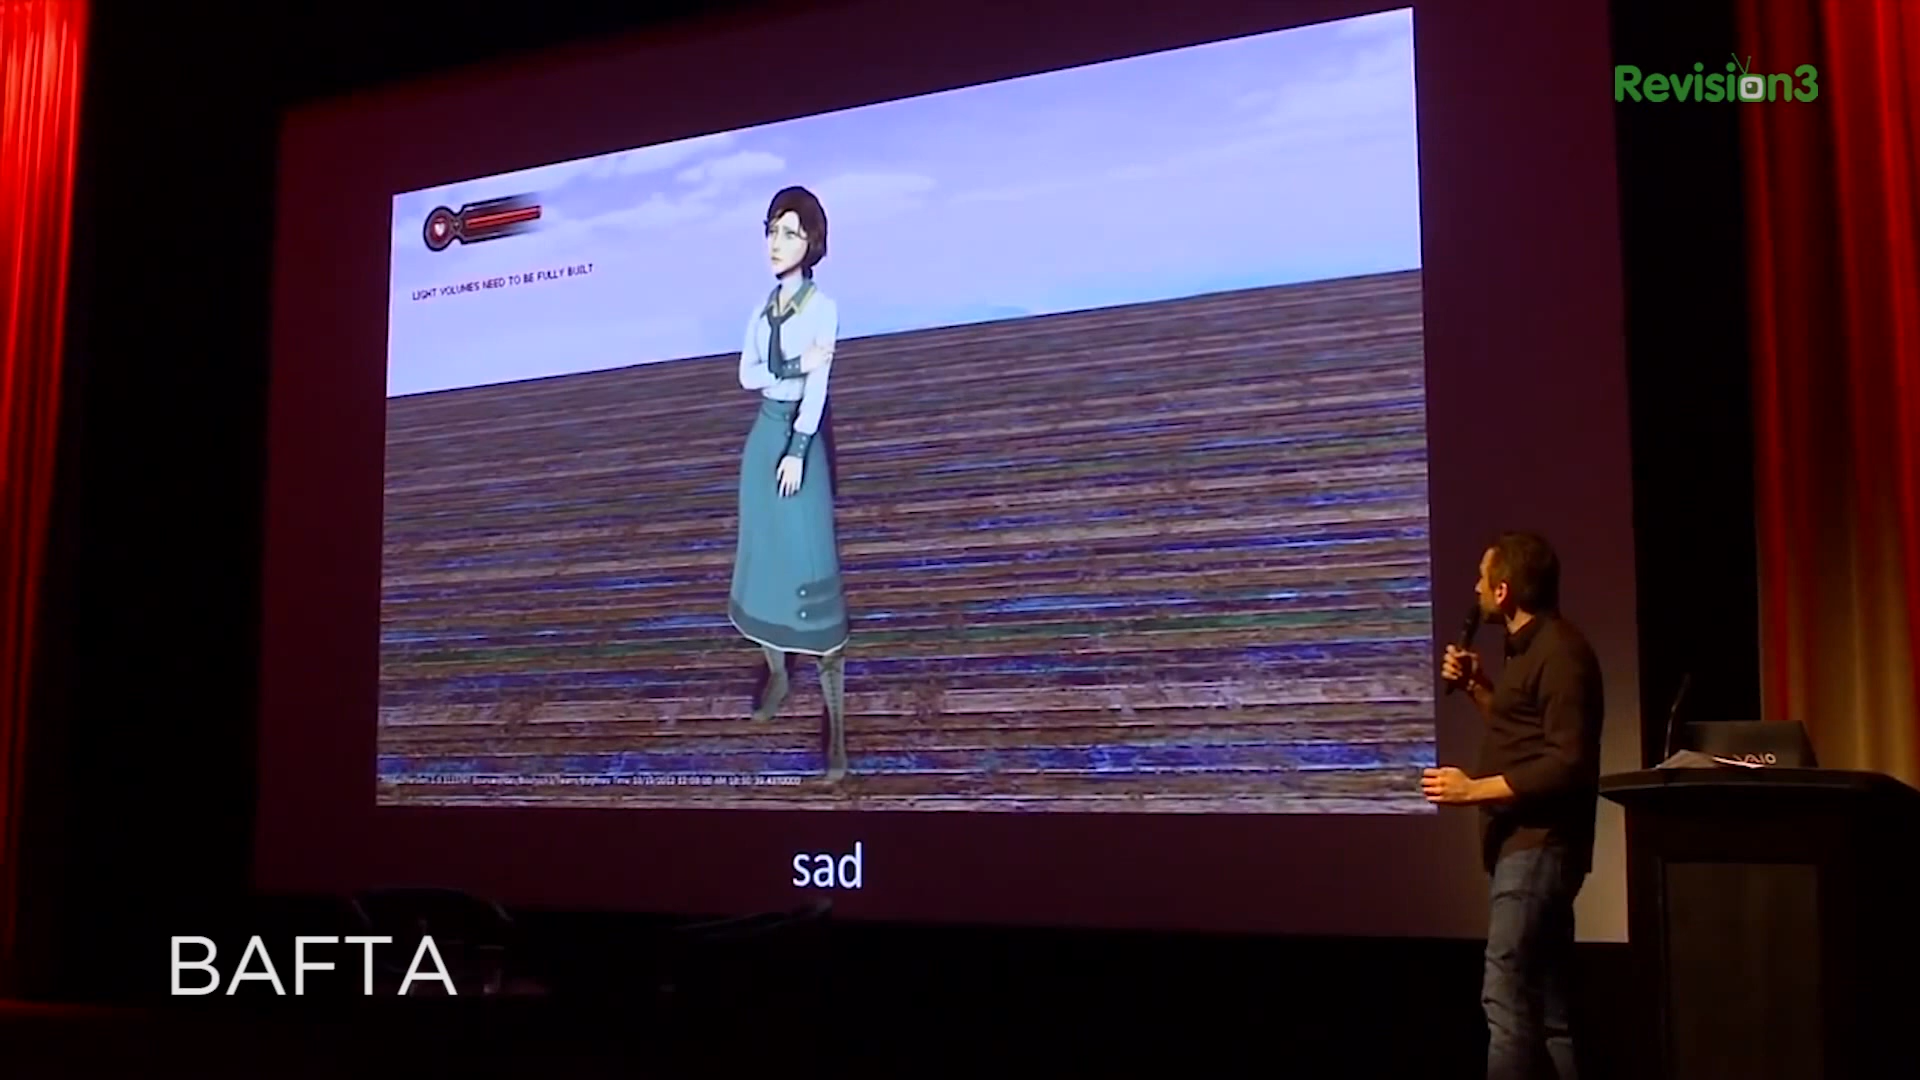 Revision3
LIGHT VOLUMES NEED TO BE FULLY BUILT
sad
VAIO
BAFTA